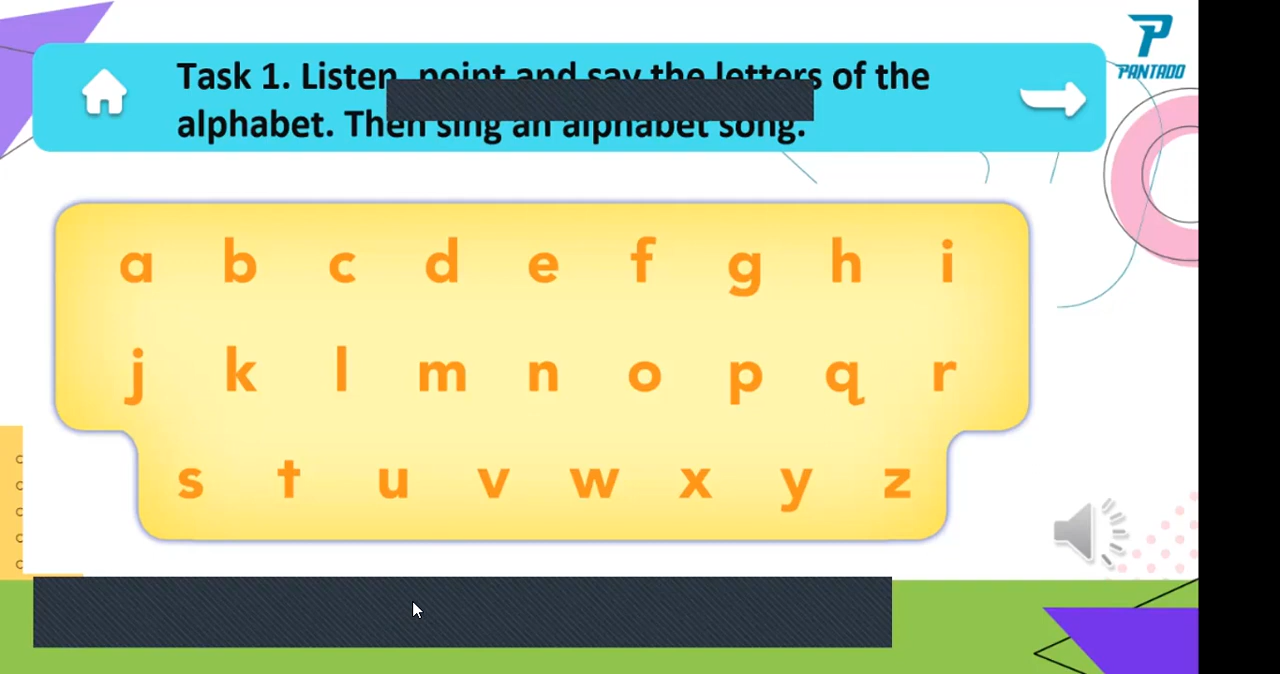 Task 1. Listen, point and say the letters of the
alphabet. Then sing an alphabet song.
PANTADO
a b c d e f g h i
j k l m n o p q r
s t u v w x y z